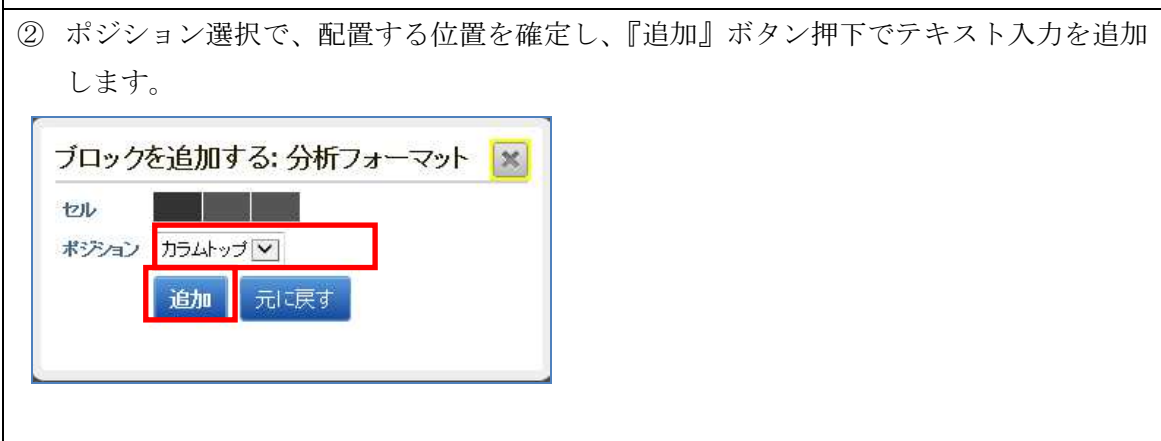 ② ポジション選択で、配置する位置を確定し、『追加』ボタン押下でテキスト入力を追加
します。
ブロックを追加する: 分析フォーマット
セル
ポジション カラムトップ
追加 元に戻す